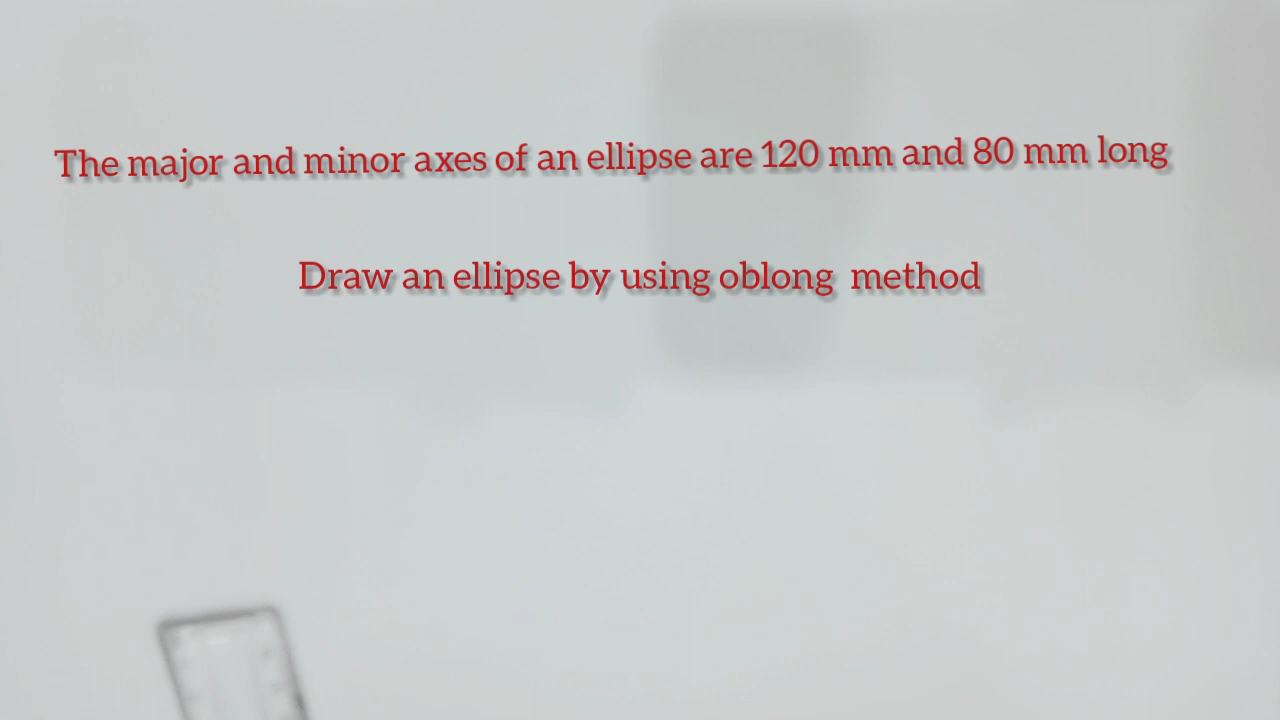 The major and minor axes of an ellipse are 120 mm and 80 mm long
Draw an ellipse by using oblong method